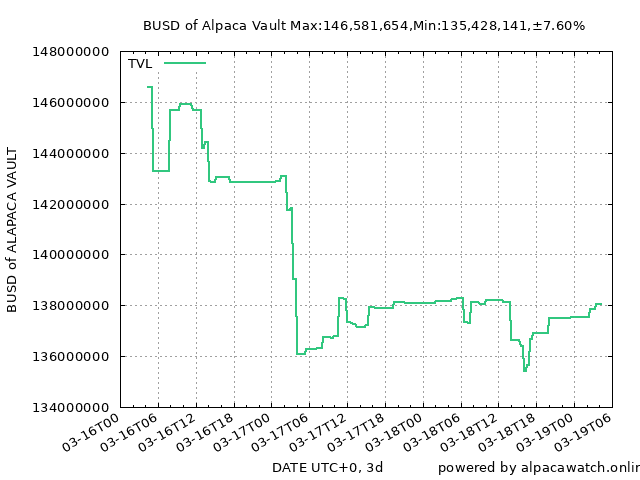 BUSD of Alpaca Vault Max:146,581,654,Min:135,428,141,±7.60%
148000000
TVL
146000000
144000000
142000000
140000000
138000000
136000000
134000000
BUSD of ALAPACA VAULT
03-16T00
03-16T06
03-16T12
03-16T18
03-17T00
03-17T06
03-17T12
03-17T18
03-18T00
03-18T06
03-18T12
03-18T18
03-19T00
03-19T06
DATE UTC+0, 3d
powered by alpacawatch.onlin